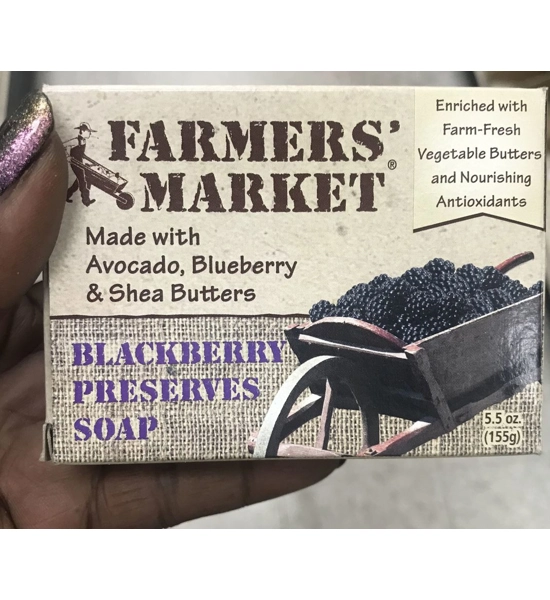 FARMERS'
MARKET®
Enriched with
Farm-Fresh
Vegetable Butters
and Nourishing
Antioxidants
Made with
Avocado, Blueberry
& Shea Butters
BLACKBERRY
PRESERVES
SOAP
5.5 oz.
(155g)